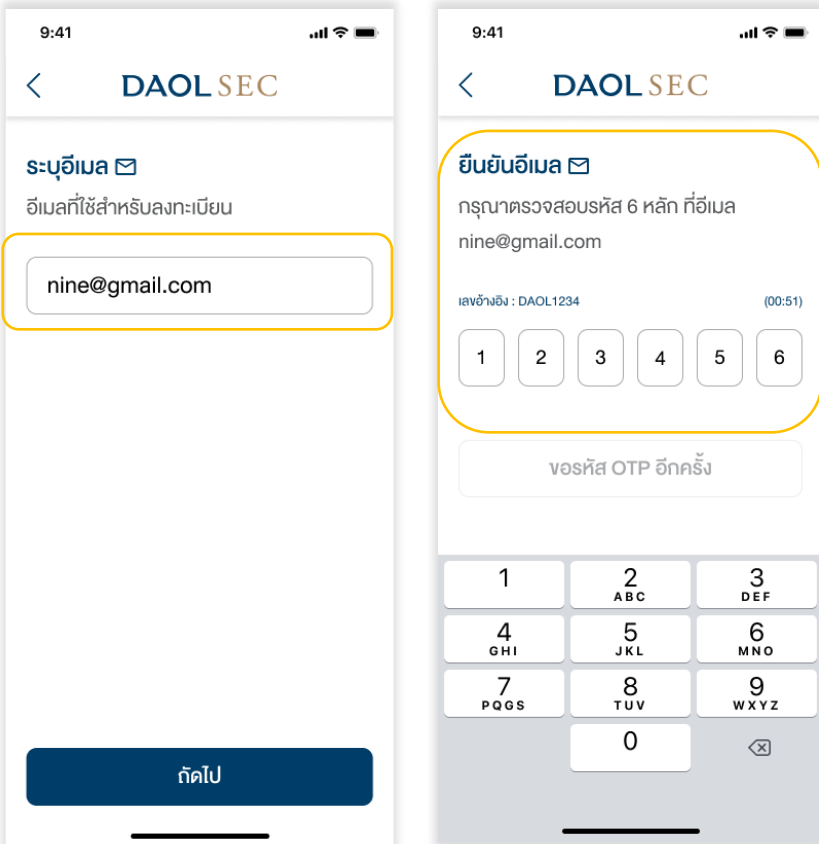 9:41
DAOL SEC
ระบุอีเมล
อีเมลที่ใช้สำหรับลงทะเบียน
nine@gmail.com
ถัดไป
9:41
DAOL SEC
ยืนยันอีเมล
กรุณาตรวจสอบรหัส 6 หลัก ที่อีเมล
nine@gmail.com
เลขอ้างอิง : DAOL1234 (00:51)
1 2 3 4 5 6
ขอรหัส OTP อีกครั้ง
1 2 3
ABC DEF
4 5 6
GHI JKL MNO
7 8 9
PQGS TUV WXYZ
0